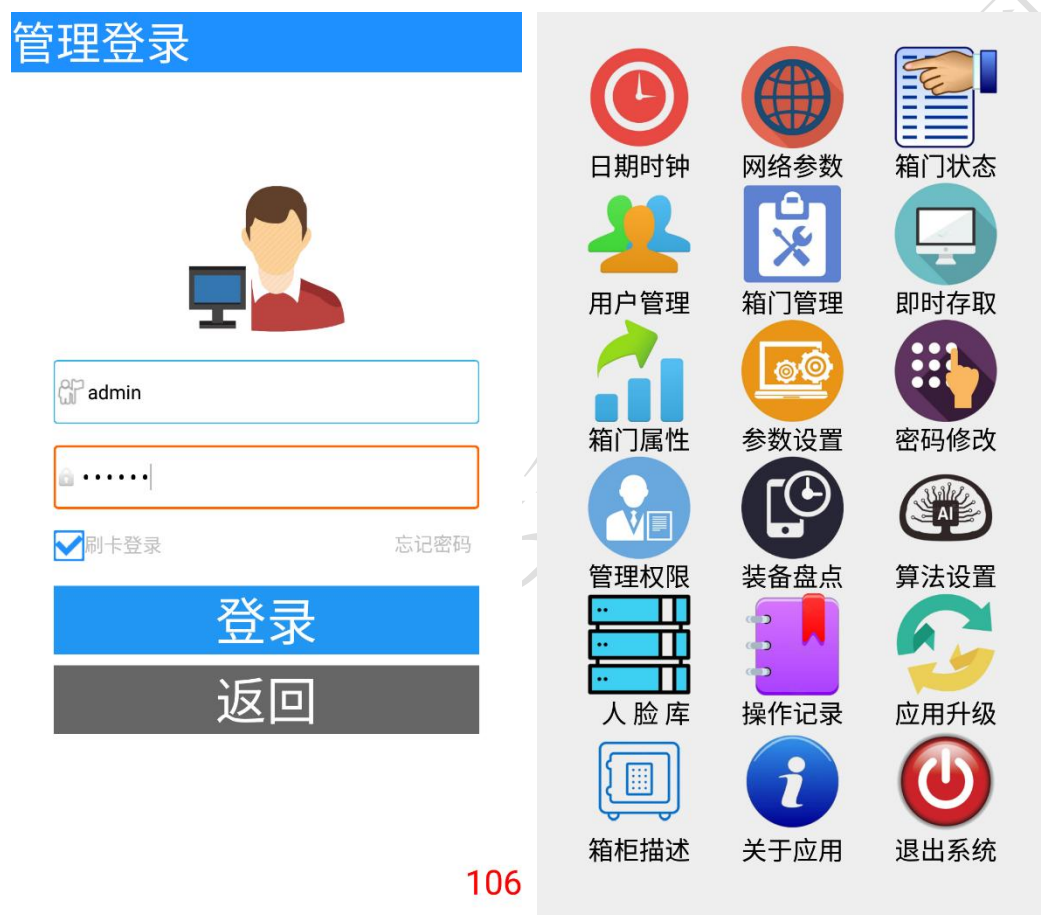 管理登录
admin
••••••
刷卡登录 忘记密码
登录
返回
106
日期时钟 网络参数 箱门状态
用户管理 箱门管理 即时存取
箱门属性 参数设置 密码修改
AI
管理权限 装备盘点 算法设置
人脸库 操作记录 应用升级
箱柜描述 关于应用 退出系统